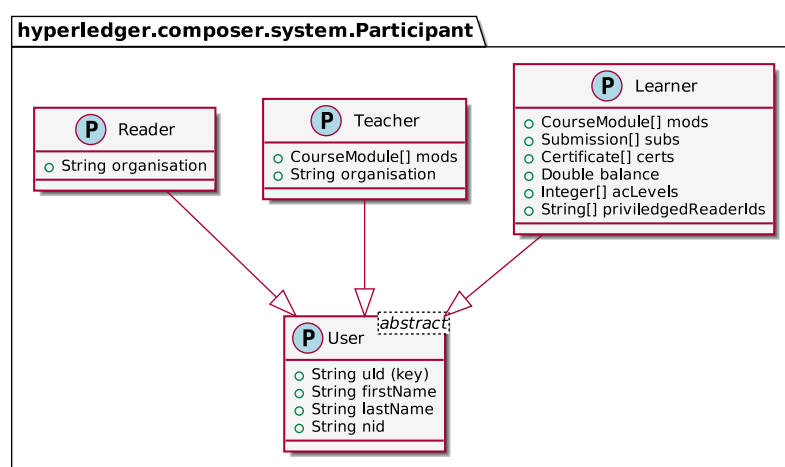 hyperledger.composer.system.Participant
P Reader
String organisation
P Teacher
CourseModule[] mods
String organisation
P Learner
CourseModule[] mods
Submission[] subs
Certificate[] certs
Double balance
Integer[] acLevels
String[] priviledgedReaderIds
abstract
P User
String uId (key)
String firstName
String lastName
String nid